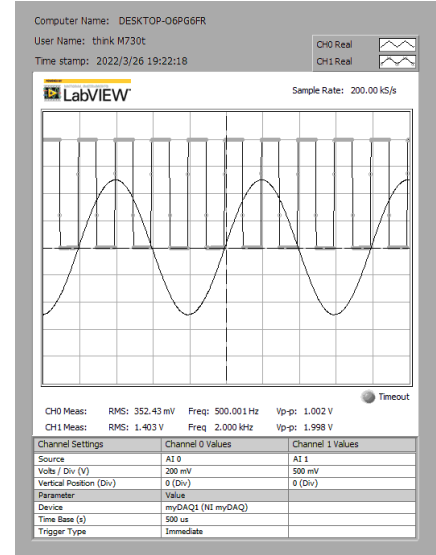 Computer Name: DESKTOP-O6PG6FR
User Name: think M730t
CH0 Real
Time stamp: 2022/3/26 19:22:18
CH1 Real
LabVIEW
Sample Rate: 200.00 kS/s
Timeout
CH0 Meas: RMS: 352.43 mV Freq: 500.001 Hz Vp-p: 1.002 V
CH1 Meas: RMS: 1.403 V Freq 2.000 kHz Vp-p: 1.998 V
Channel Settings Channel 0 Values Channel 1 Values
Source AI 0 AI 1
Volts / Div (V) 200 mV 500 mV
Vertical Position (Div) 0 (Div) 0 (Div)
Parameter Value
Device myDAQ1 (NI myDAQ)
Time Base (s) 500 us
Trigger Type Immediate